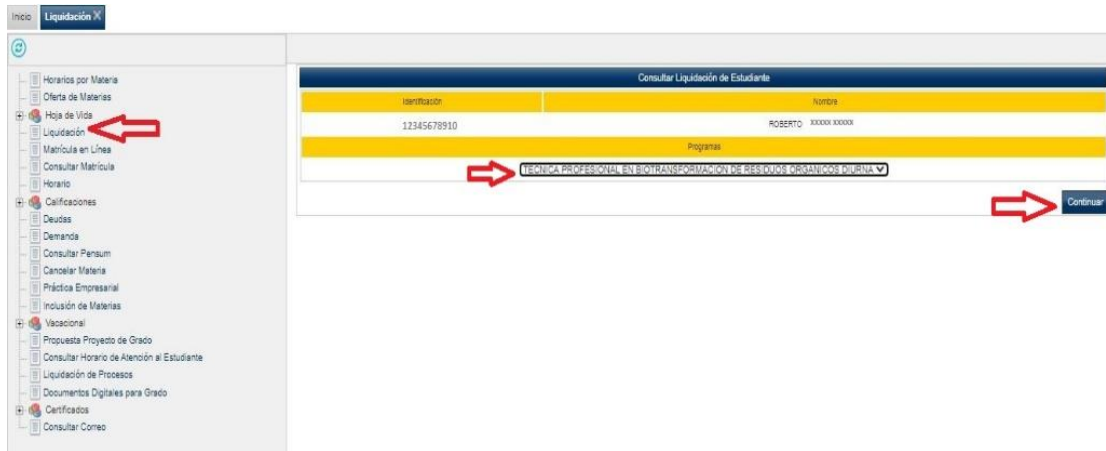 Inicio
Liquidación X
Horarios por Materia
Oferta de Materias
Hoja de Vida
Liquidación
Matrícula en Línea
Consultar Matrícula
Horario
Calificaciones
Deudas
Demanda
Consultar Pensum
Cancelar Materia
Práctica Empresarial
Inclusión de Materias
Vacacional
Propuesta Proyecto de Grado
Consultar Horario de Atención al Estudiante
Liquidación de Procesos
Documentos Digitales para Grado
Certificados
Consultar Correo
Consultar Liquidación de Estudiante
Identificación Nombre
12345678910 ROBERTO XXXXX XXXXX
Programas
TECNICA PROFESIONAL EN BIOTRANSFORMACION DE RESIDUOS ORGANICOS DIURNA
Continuar